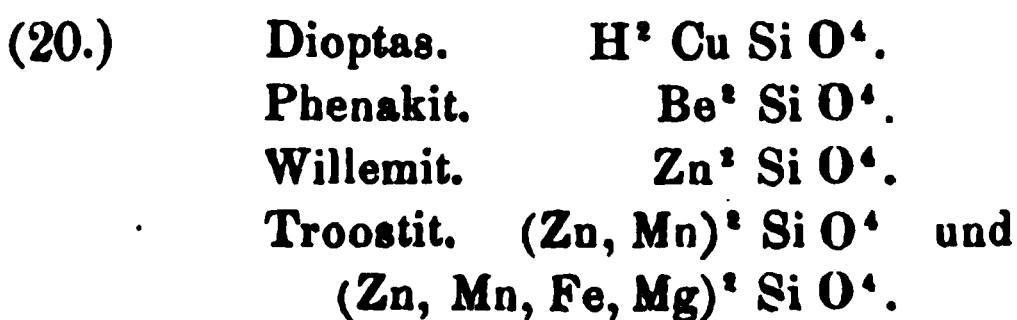 (20.) Dioptas. H² Cu Si O⁴.
Phenakit. Be² Si O⁴.
Willemit. Zn² Si O⁴.
Troostit. (Zn, Mn)² Si O⁴ und
(Zn, Mn, Fe, Mg)² Si O⁴.